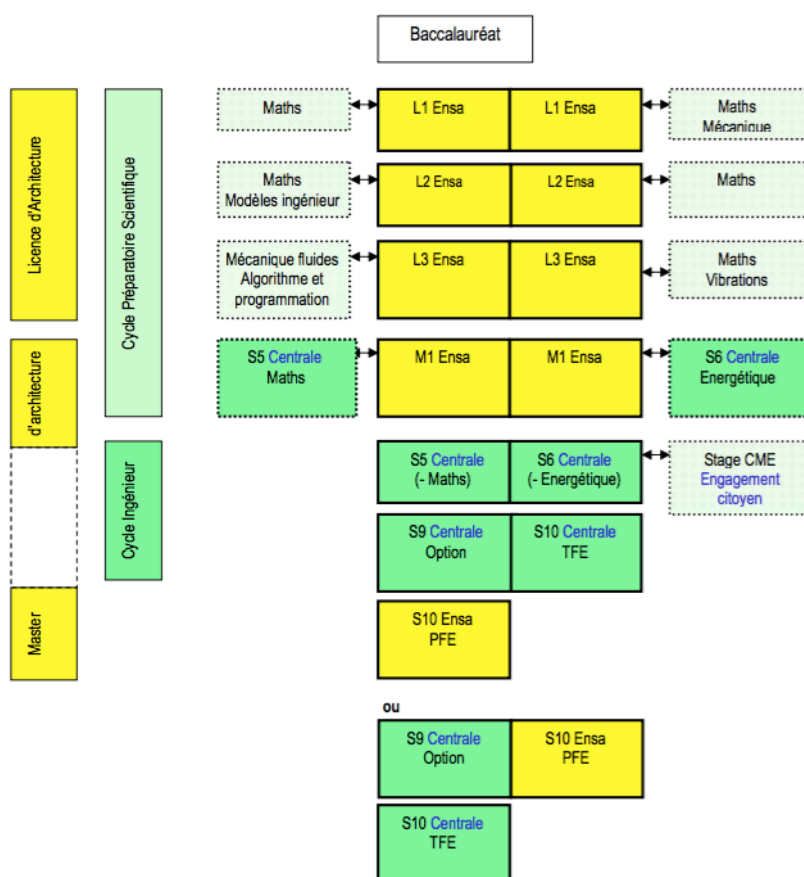 Baccalauréat
Licence d'Architecture
Cycle Préparatoire Scientifique
Maths
L1 Ensa
L1 Ensa
Maths
Mécanique
Maths
Modèles ingénieur
L2 Ensa
L2 Ensa
Maths
Mécanique fluides
Algorithme et
programmation
L3 Ensa
L3 Ensa
Maths
Vibrations
d'architecture
S5 Centrale
Maths
M1 Ensa
M1 Ensa
S6 Centrale
Energétique
Cycle Ingénieur
S5 Centrale
(- Maths)
S6 Centrale
(- Energétique)
Stage CME
Engagement
citoyen
S9 Centrale
Option
S10 Centrale
TFE
Master
S10 Ensa
PFE
ou
S9 Centrale
Option
S10 Ensa
PFE
S10 Centrale
TFE